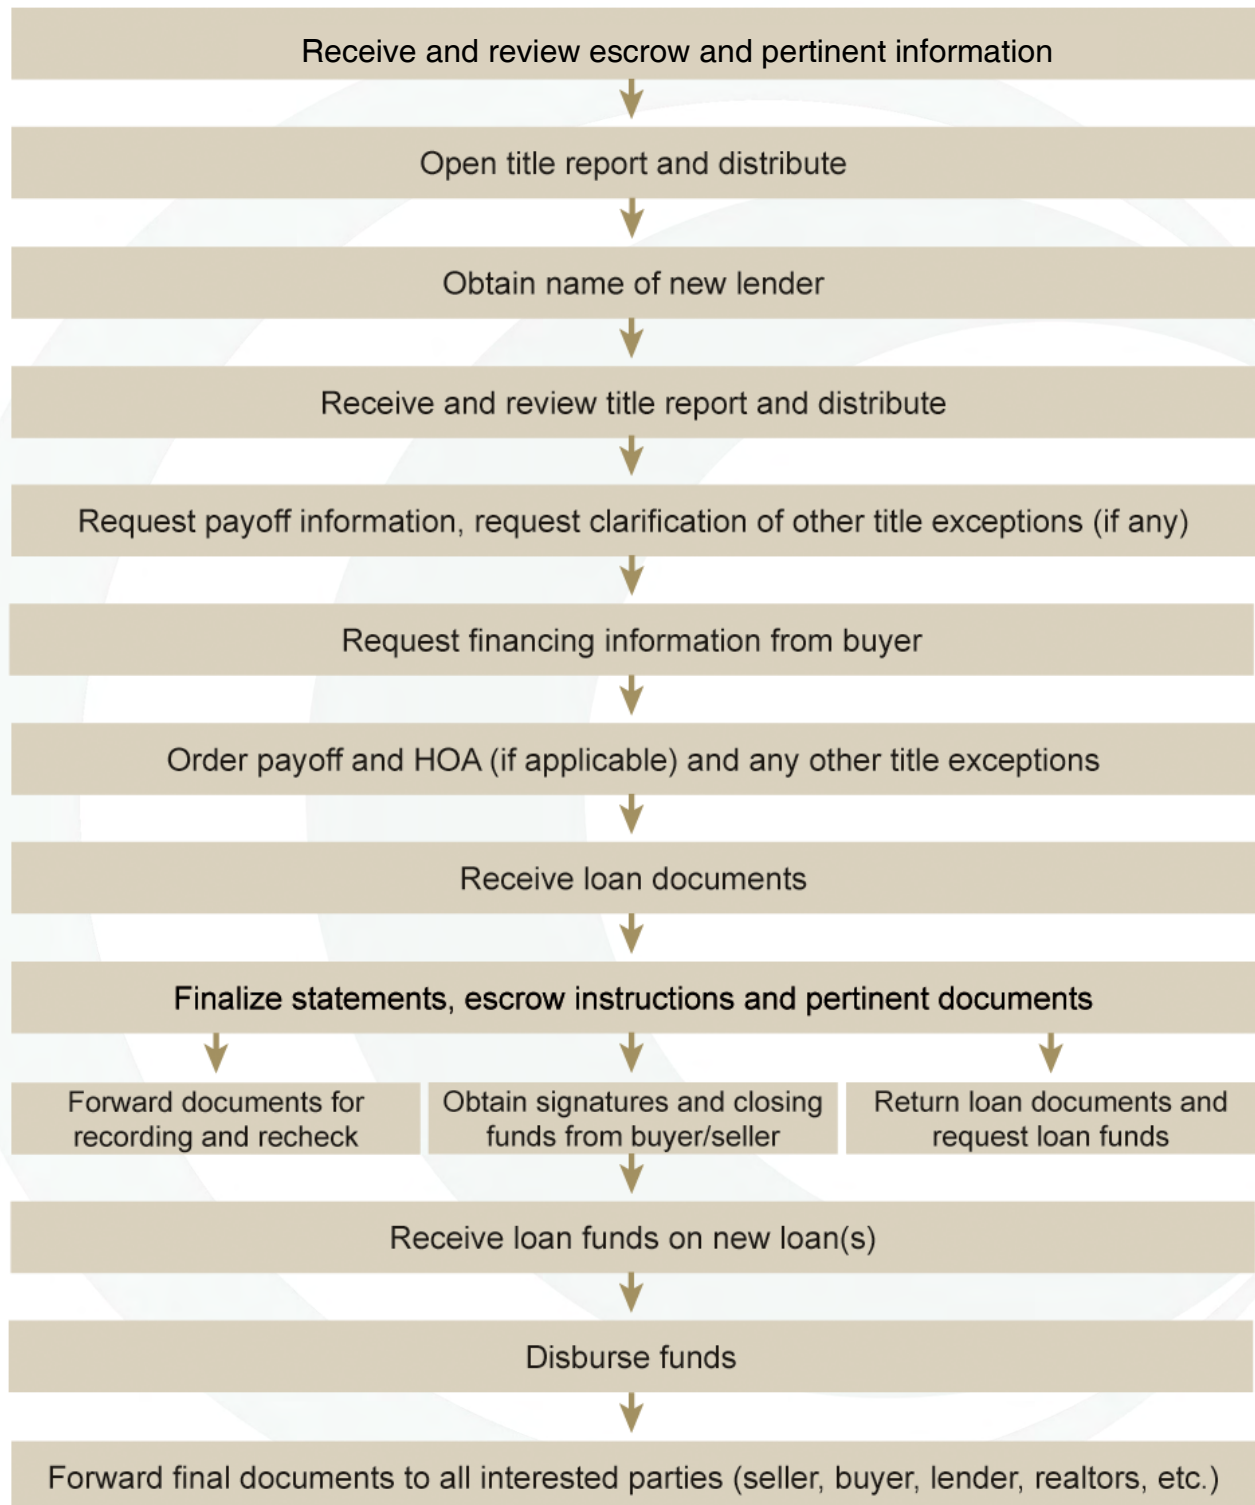 Receive and review escrow and pertinent information
Open title report and distribute
Obtain name of new lender
Receive and review title report and distribute
Request payoff information, request clarification of other title exceptions (if any)
Request financing information from buyer
Order payoff and HOA (if applicable) and any other title exceptions
Receive loan documents
Finalize statements, escrow instructions and pertinent documents
Forward documents for
recording and recheck
Obtain signatures and closing
funds from buyer/seller
Return loan documents and
request loan funds
Receive loan funds on new loan(s)
Disburse funds
Forward final documents to all interested parties (seller, buyer, lender, realtors, etc.)